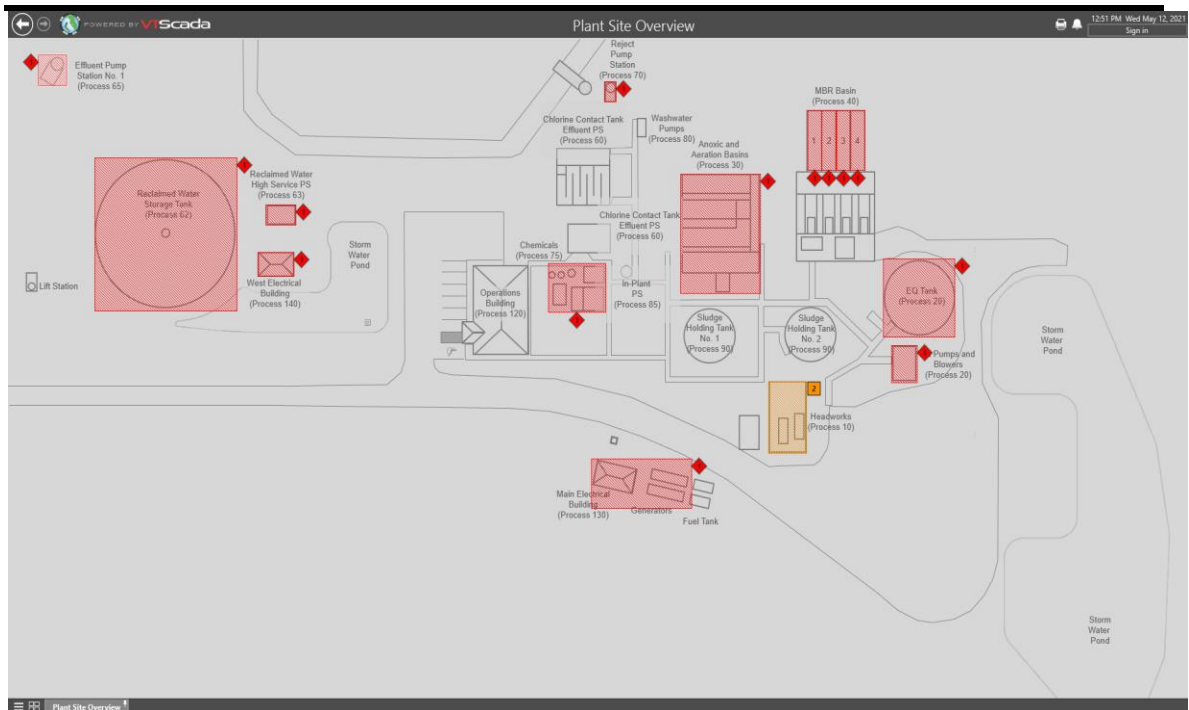 POWERED BY VTScada
Plant Site Overview
12:51 PM Wed May 12, 2021
Sign in
Effluent Pump
Station No. 1
(Process 65)
Reject
Pump
Station
(Process 70)
MBR Basin
(Process 40)
1 2 3 4
Chlorine Contact Tank
Effluent PS
(Process 60)
Washwater
Pumps
(Process 80)
Anoxic and
Aeration Basins
(Process 30)
Reclaimed Water
Storage Tank
(Process 62)
Reclaimed Water
High Service PS
(Process 63)
Storm
Water
Pond
Chlorine Contact Tank
Effluent PS
(Process 60)
Chemicals
(Process 75)
Lift Station
West Electrical
Building
(Process 140)
Operations
Building
(Process 120)
In-Plant
PS
(Process 85)
EQ Tank
(Process 20)
Sludge
Holding Tank
No. 1
(Process 90)
Sludge
Holding Tank
No. 2
(Process 90)
Storm
Water
Pond
Pumps and
Blowers
(Process 20)
2
Headworks
(Process 10)
Main Electrical
Building
(Process 130)
Generators
Fuel Tank
Storm
Water
Pond
Plant Site Overview